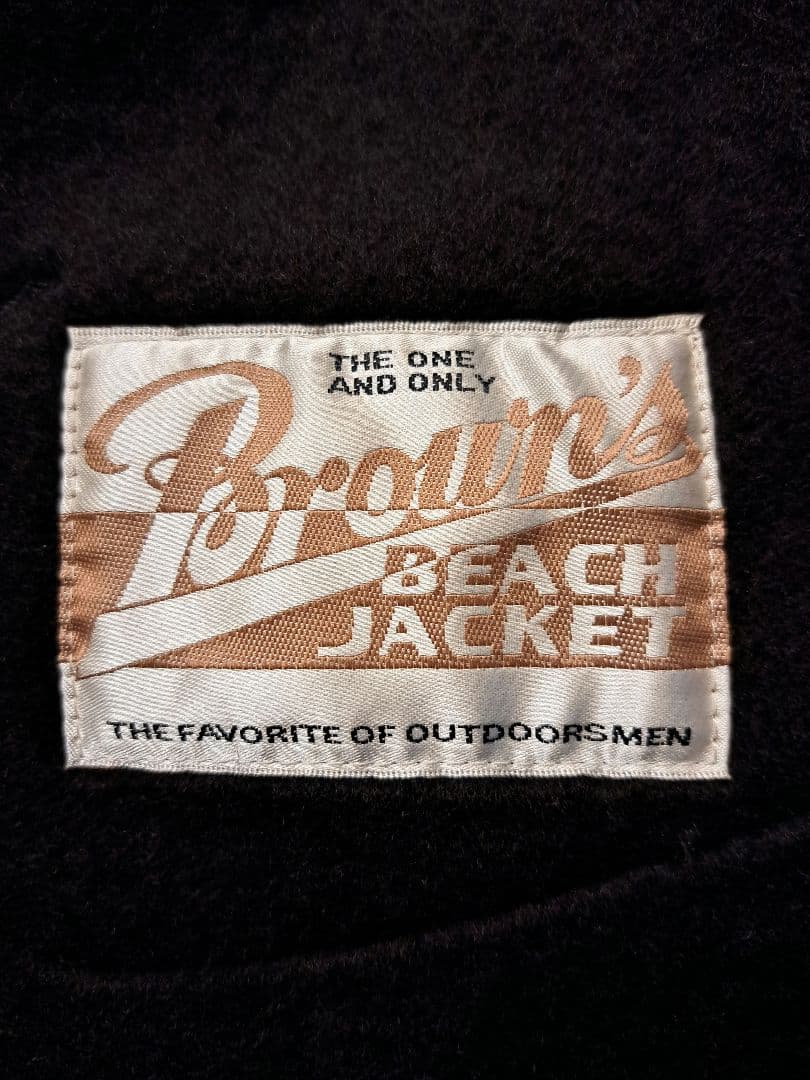 THE ONE
AND ONLY
Brown's
BEACH
JACKET
THE FAVORITE OF OUTDOORSMEN